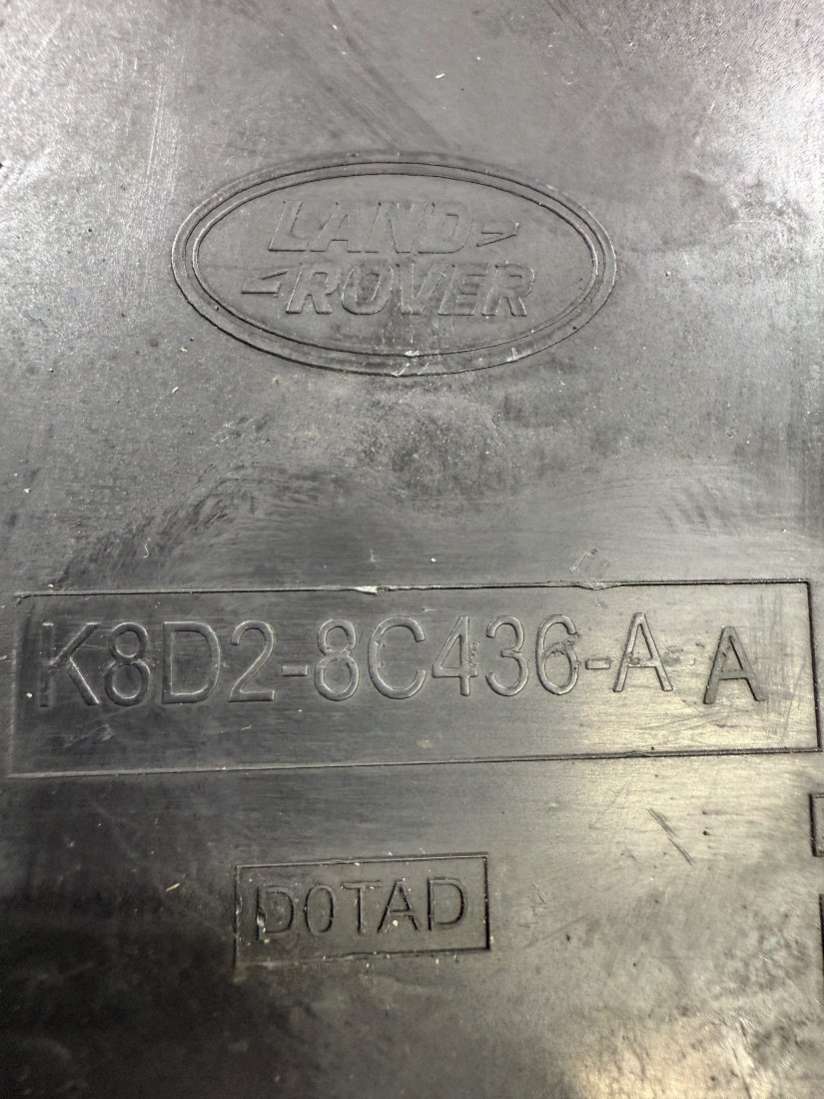 LAND
ROVER
K8D2-8C436-A A
D0TAD